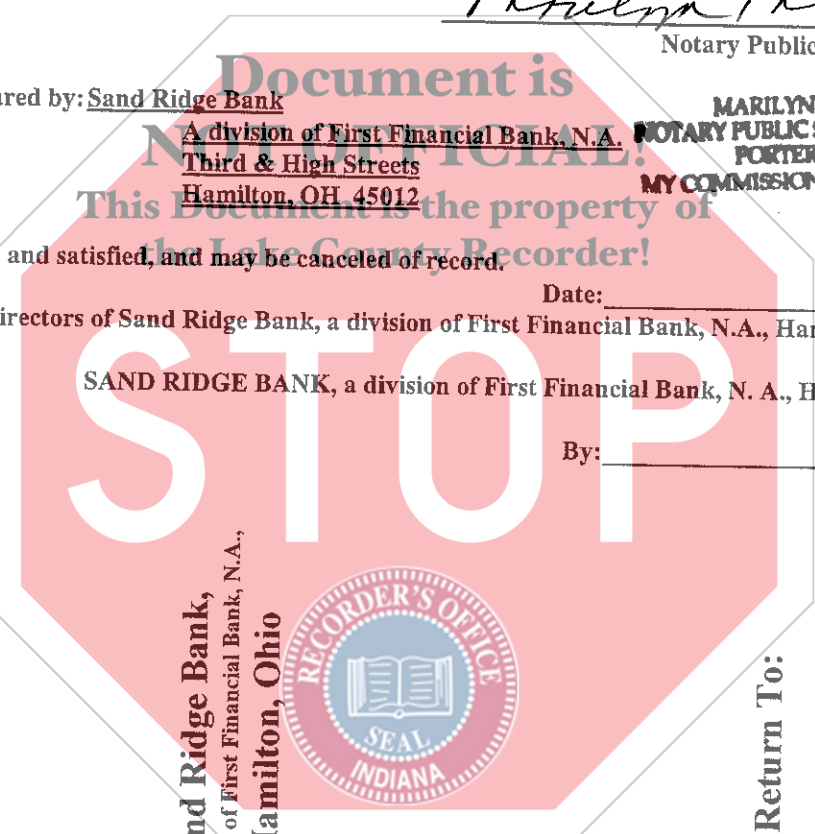 Notary Public
Document is
ared by: Sand Ridge Bank
MARILYN
A division of First Financial Bank, N.A.
NOTARY PUBLIC S
NOT OFFICIAL!
Third & High Streets
PORTER
Hamilton, OH 45012
MY COMMISSION
This Document is the property of
and satisfied, and may be canceled of record.
the Lake County Recorder!
Date:
irectors of Sand Ridge Bank, a division of First Financial Bank, N.A., Har
STOP
SAND RIDGE BANK, a division of First Financial Bank, N. A., H
By:
nd Ridge Bank,
of First Financial Bank, N.A.,
Hamilton, Ohio
RECORDER'S OFFICE
SEAL
INDIANA
Return To: